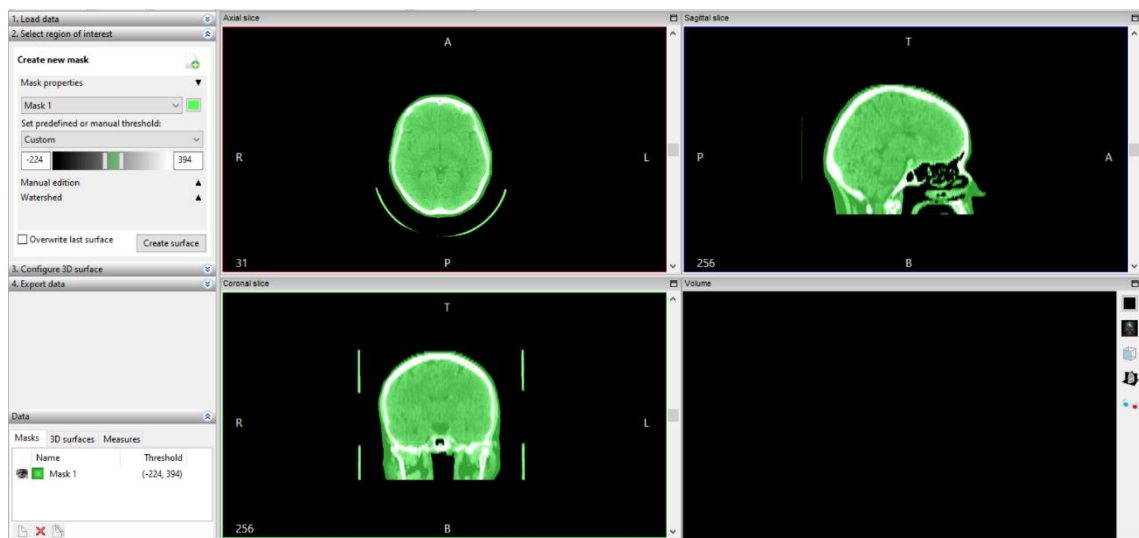 1. Load data
2. Select region of interest
Create new mask
Mask properties
Mask 1
Set predefined or manual threshold:
Custom
-224 394
Manual edition
Watershed
Overwrite last surface Create surface
3. Configure 3D surface
4. Export data
Data
Masks 3D surfaces Measures
Name Threshold
Mask 1 (-224, 394)
Axial slice
A
R L
31 P
Sagittal slice
T
P A
256 B
Coronal slice
T
R L
256 B
Volume